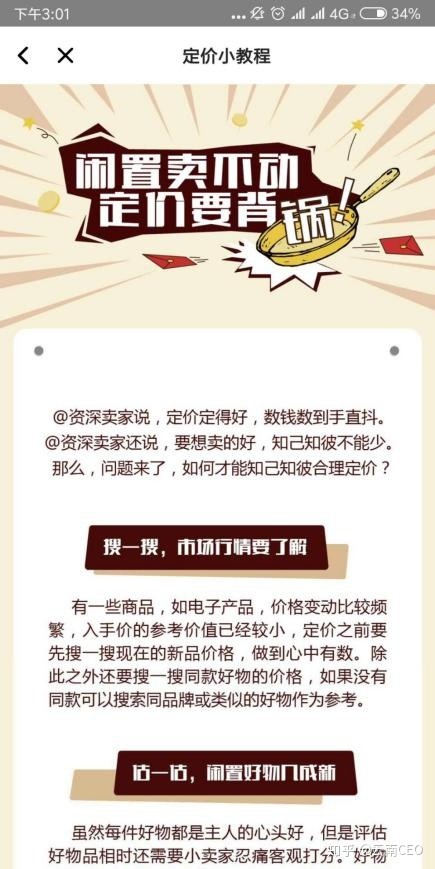 下午3:01
4G
34%
定价小教程
闲置卖不动
定价要背锅！
@资深卖家说，定价定得好，数钱数到手直抖。
@资深卖家还说，要想卖的好，知己知彼不能少。
那么，问题来了，如何才能知己知彼合理定价？
搜一搜，市场行情要了解
有一些商品，如电子产品，价格变动比较频
繁，入手价的参考价值已经较小，定价之前要
先搜一搜现在的新品价格，做到心中有数。除
此之外还要搜一搜同款好物的价格，如果没有
同款可以搜索同品牌或类似的好物作为参考。
估一估，闲置好物几成新
虽然每件好物都是主人的心头好，但是评估
好物品相时还需要小卖家忍痛客观打分。好物
知乎 @云南CEO